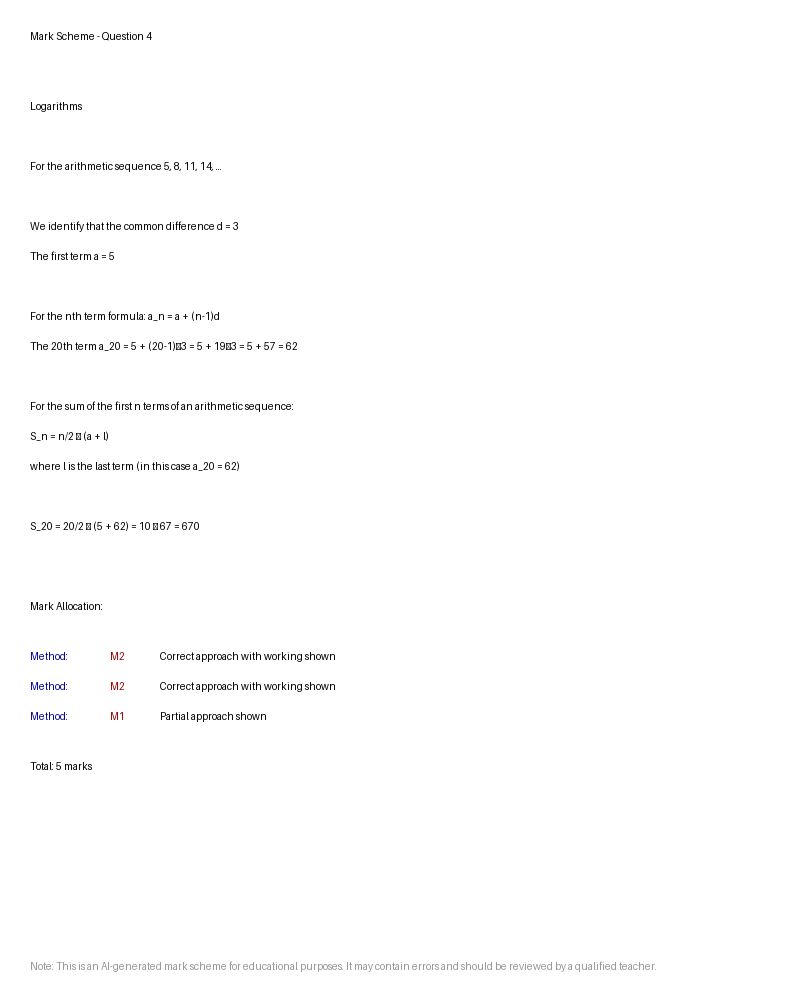 Mark Scheme - Question 4
Logarithms
For the arithmetic sequence 5, 8, 11, 14, ...
We identify that the common difference d = 3
The first term a = 5
For the nth term formula: a_n = a + (n-1)d
The 20th term a_20 = 5 + (20-1)☒3 = 5 + 19☒3 = 5 + 57 = 62
For the sum of the first n terms of an arithmetic sequence:
S_n = n/2 ☒ (a + l)
where l is the last term (in this case a_20 = 62)
S_20 = 20/2 ☒ (5 + 62) = 10 ☒ 67 = 670
Mark Allocation:
Method: M2 Correct approach with working shown
Method: M2 Correct approach with working shown
Method: M1 Partial approach shown
Total: 5 marks
Note: This is an AI-generated mark scheme for educational purposes. It may contain errors and should be reviewed by a qualified teacher.